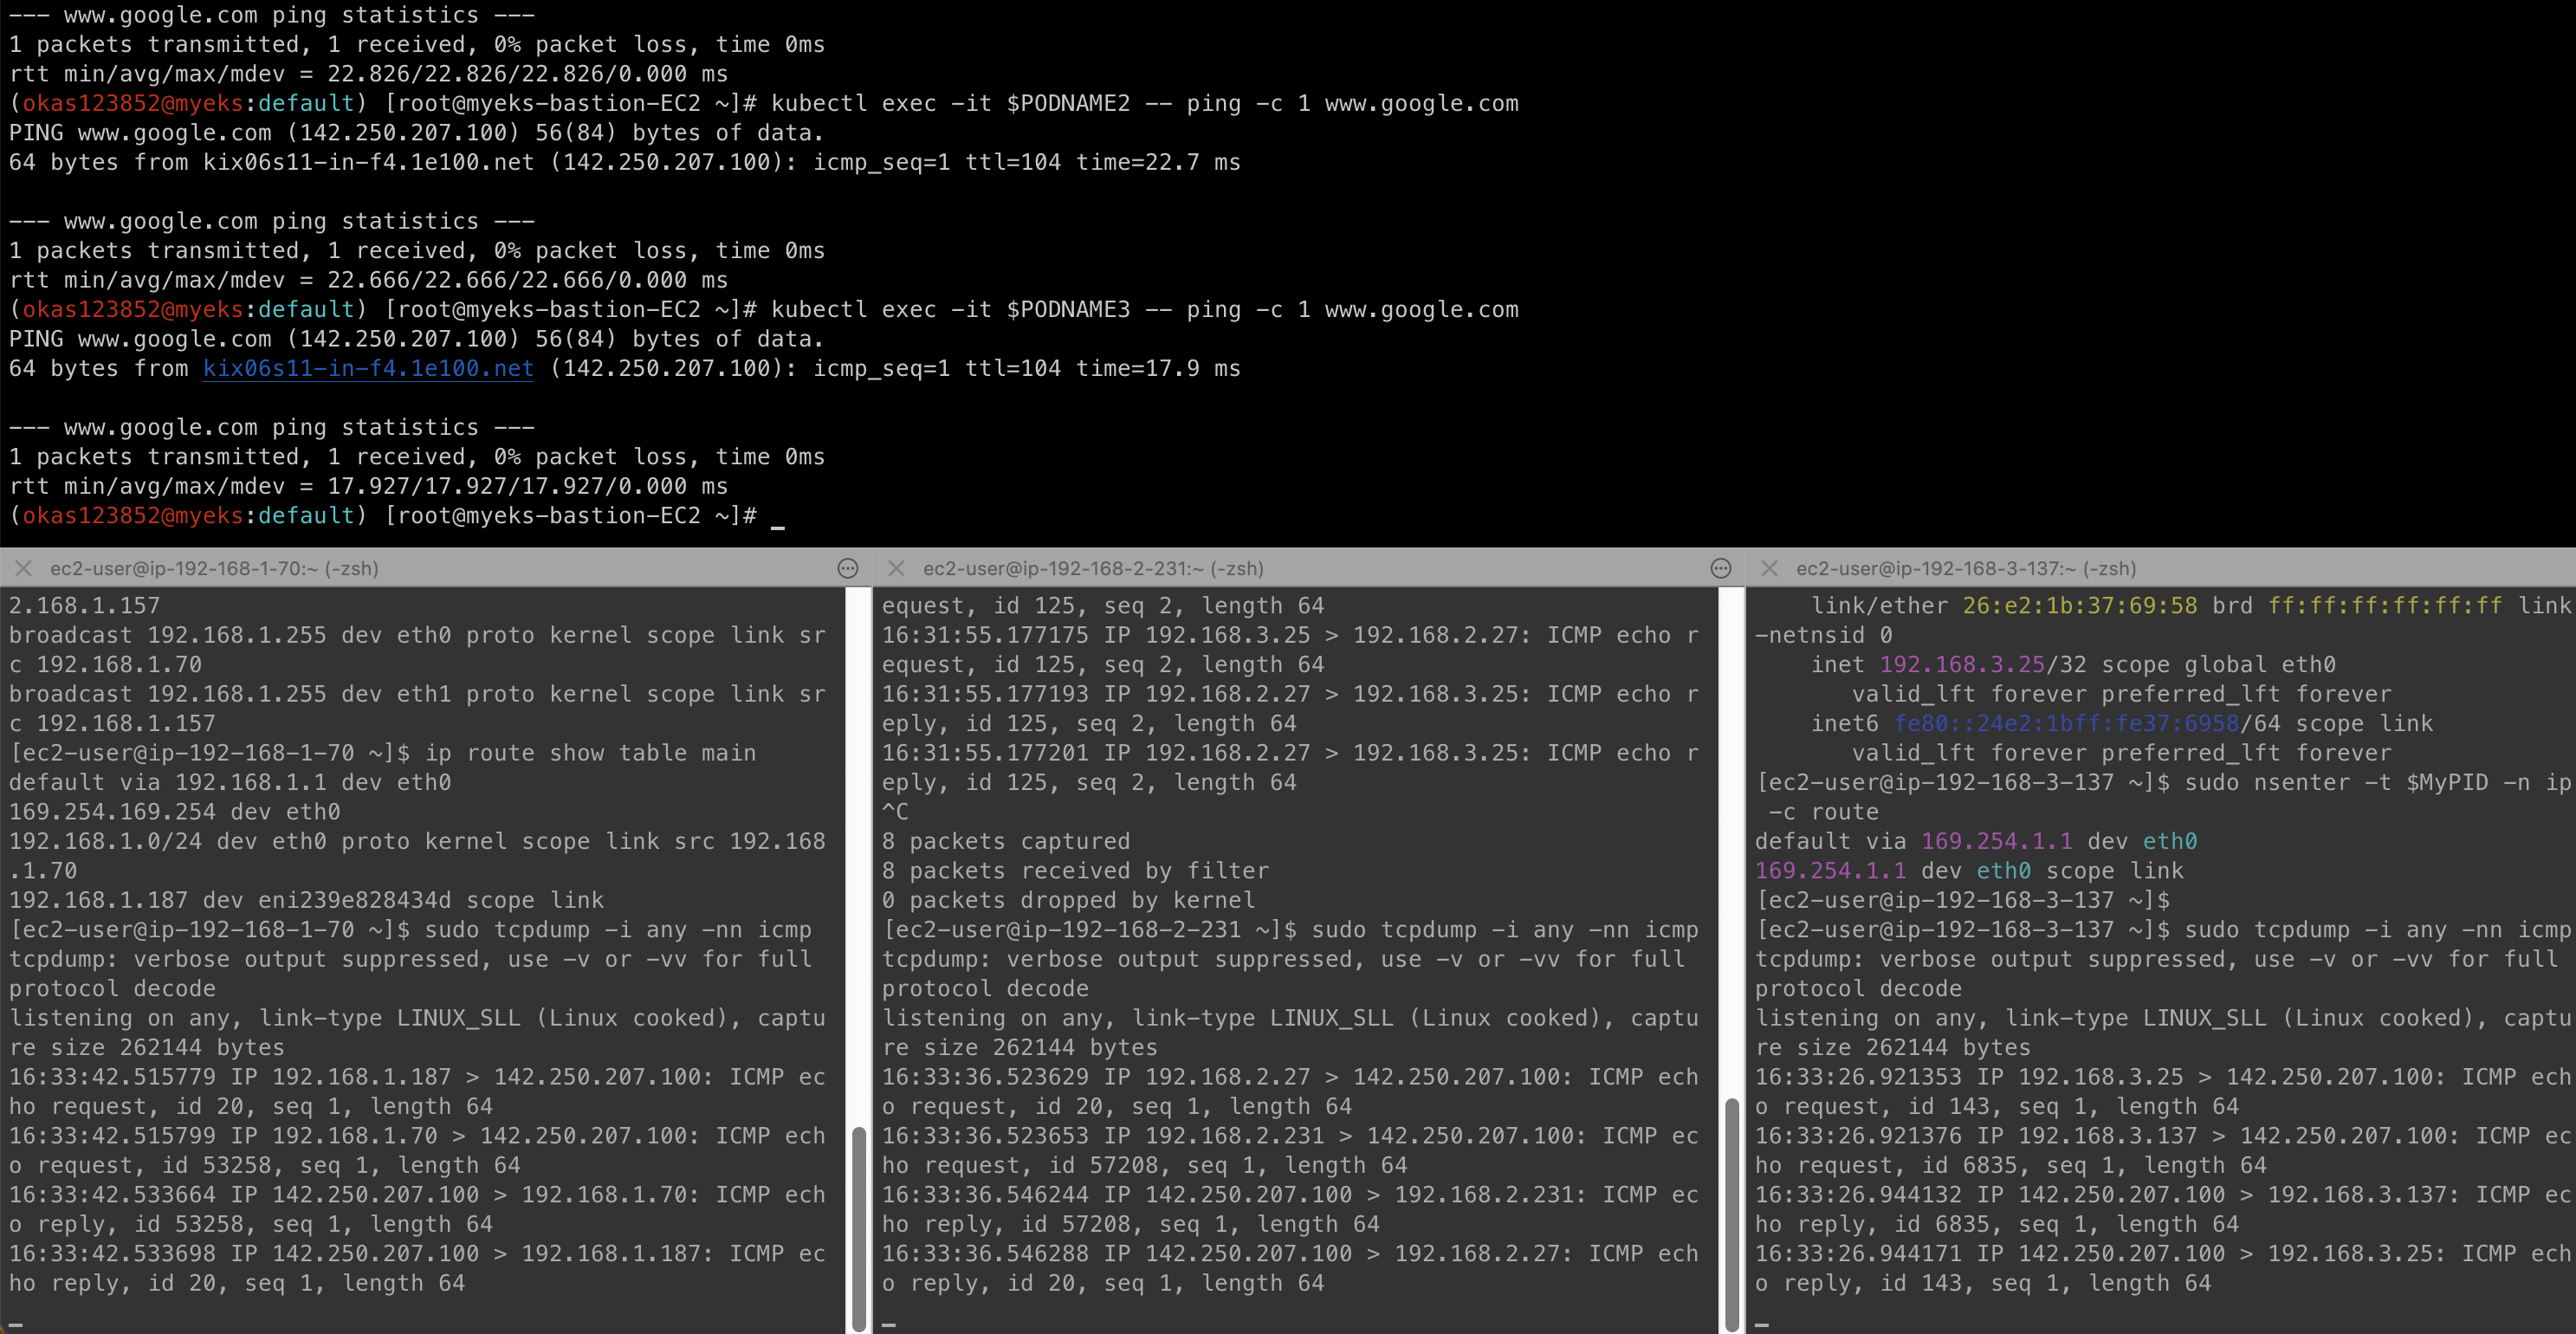 --- www.google.com ping statistics ---
1 packets transmitted, 1 received, 0% packet loss, time 0ms
rtt min/avg/max/mdev = 22.826/22.826/22.826/0.000 ms
(okas123852@myeks:default) [root@myeks-bastion-EC2 ~]# kubectl exec -it $PODNAME2 -- ping -c 1 www.google.com
PING www.google.com (142.250.207.100) 56(84) bytes of data.
64 bytes from kix06s11-in-f4.1e100.net (142.250.207.100): icmp_seq=1 ttl=104 time=22.7 ms
--- www.google.com ping statistics ---
1 packets transmitted, 1 received, 0% packet loss, time 0ms
rtt min/avg/max/mdev = 22.666/22.666/22.666/0.000 ms
(okas123852@myeks:default) [root@myeks-bastion-EC2 ~]# kubectl exec -it $PODNAME3 -- ping -c 1 www.google.com
PING www.google.com (142.250.207.100) 56(84) bytes of data.
64 bytes from kix06s11-in-f4.1e100.net (142.250.207.100): icmp_seq=1 ttl=104 time=17.9 ms
--- www.google.com ping statistics ---
1 packets transmitted, 1 received, 0% packet loss, time 0ms
rtt min/avg/max/mdev = 17.927/17.927/17.927/0.000 ms
(okas123852@myeks:default) [root@myeks-bastion-EC2 ~]# _
ec2-user@ip-192-168-1-70:~ (-zsh)
2.168.1.157
broadcast 192.168.1.255 dev eth0 proto kernel scope link sr
c 192.168.1.70
broadcast 192.168.1.255 dev eth1 proto kernel scope link sr
c 192.168.1.157
[ec2-user@ip-192-168-1-70 ~]$ ip route show table main
default via 192.168.1.1 dev eth0
169.254.169.254 dev eth0
192.168.1.0/24 dev eth0 proto kernel scope link src 192.168
.1.70
192.168.1.187 dev eni239e828434d scope link
[ec2-user@ip-192-168-1-70 ~]$ sudo tcpdump -i any -nn icmp
tcpdump: verbose output suppressed, use -v or -vv for full
protocol decode
listening on any, link-type LINUX_SLL (Linux cooked), captu
re size 262144 bytes
16:33:42.515779 IP 192.168.1.187 > 142.250.207.100: ICMP ec
ho request, id 20, seq 1, length 64
16:33:42.515799 IP 192.168.1.70 > 142.250.207.100: ICMP ech
o request, id 53258, seq 1, length 64
16:33:42.533664 IP 142.250.207.100 > 192.168.1.70: ICMP ech
o reply, id 53258, seq 1, length 64
16:33:42.533698 IP 142.250.207.100 > 192.168.1.187: ICMP ec
ho reply, id 20, seq 1, length 64
_
ec2-user@ip-192-168-2-231:~ (-zsh)
equest, id 125, seq 2, length 64
16:31:55.177175 IP 192.168.3.25 > 192.168.2.27: ICMP echo r
equest, id 125, seq 2, length 64
16:31:55.177193 IP 192.168.2.27 > 192.168.3.25: ICMP echo r
eply, id 125, seq 2, length 64
16:31:55.177201 IP 192.168.2.27 > 192.168.3.25: ICMP echo r
eply, id 125, seq 2, length 64
^C
8 packets captured
8 packets received by filter
0 packets dropped by kernel
[ec2-user@ip-192-168-2-231 ~]$ sudo tcpdump -i any -nn icmp
tcpdump: verbose output suppressed, use -v or -vv for full
protocol decode
listening on any, link-type LINUX_SLL (Linux cooked), captu
re size 262144 bytes
16:33:36.523629 IP 192.168.2.27 > 142.250.207.100: ICMP ech
o request, id 20, seq 1, length 64
16:33:36.523653 IP 192.168.2.231 > 142.250.207.100: ICMP ec
ho request, id 57208, seq 1, length 64
16:33:36.546244 IP 142.250.207.100 > 192.168.2.231: ICMP ec
ho reply, id 57208, seq 1, length 64
16:33:36.546288 IP 142.250.207.100 > 192.168.2.27: ICMP ech
o reply, id 20, seq 1, length 64
_
ec2-user@ip-192-168-3-137:~ (-zsh)
link/ether 26:e2:1b:37:69:58 brd ff:ff:ff:ff:ff:ff link
-netnsid 0
inet 192.168.3.25/32 scope global eth0
valid_lft forever preferred_lft forever
inet6 fe80::24e2:1bff:fe37:6958/64 scope link
valid_lft forever preferred_lft forever
[ec2-user@ip-192-168-3-137 ~]$ sudo nsenter -t $MyPID -n ip
-c route
default via 169.254.1.1 dev eth0
169.254.1.1 dev eth0 scope link
[ec2-user@ip-192-168-3-137 ~]$
[ec2-user@ip-192-168-3-137 ~]$ sudo tcpdump -i any -nn icmp
tcpdump: verbose output suppressed, use -v or -vv for full
protocol decode
listening on any, link-type LINUX_SLL (Linux cooked), captu
re size 262144 bytes
16:33:26.921353 IP 192.168.3.25 > 142.250.207.100: ICMP ech
o request, id 143, seq 1, length 64
16:33:26.921376 IP 192.168.3.137 > 142.250.207.100: ICMP ec
ho request, id 6835, seq 1, length 64
16:33:26.944132 IP 142.250.207.100 > 192.168.3.137: ICMP ec
ho reply, id 6835, seq 1, length 64
16:33:26.944171 IP 142.250.207.100 > 192.168.3.25: ICMP ech
o reply, id 143, seq 1, length 64
_